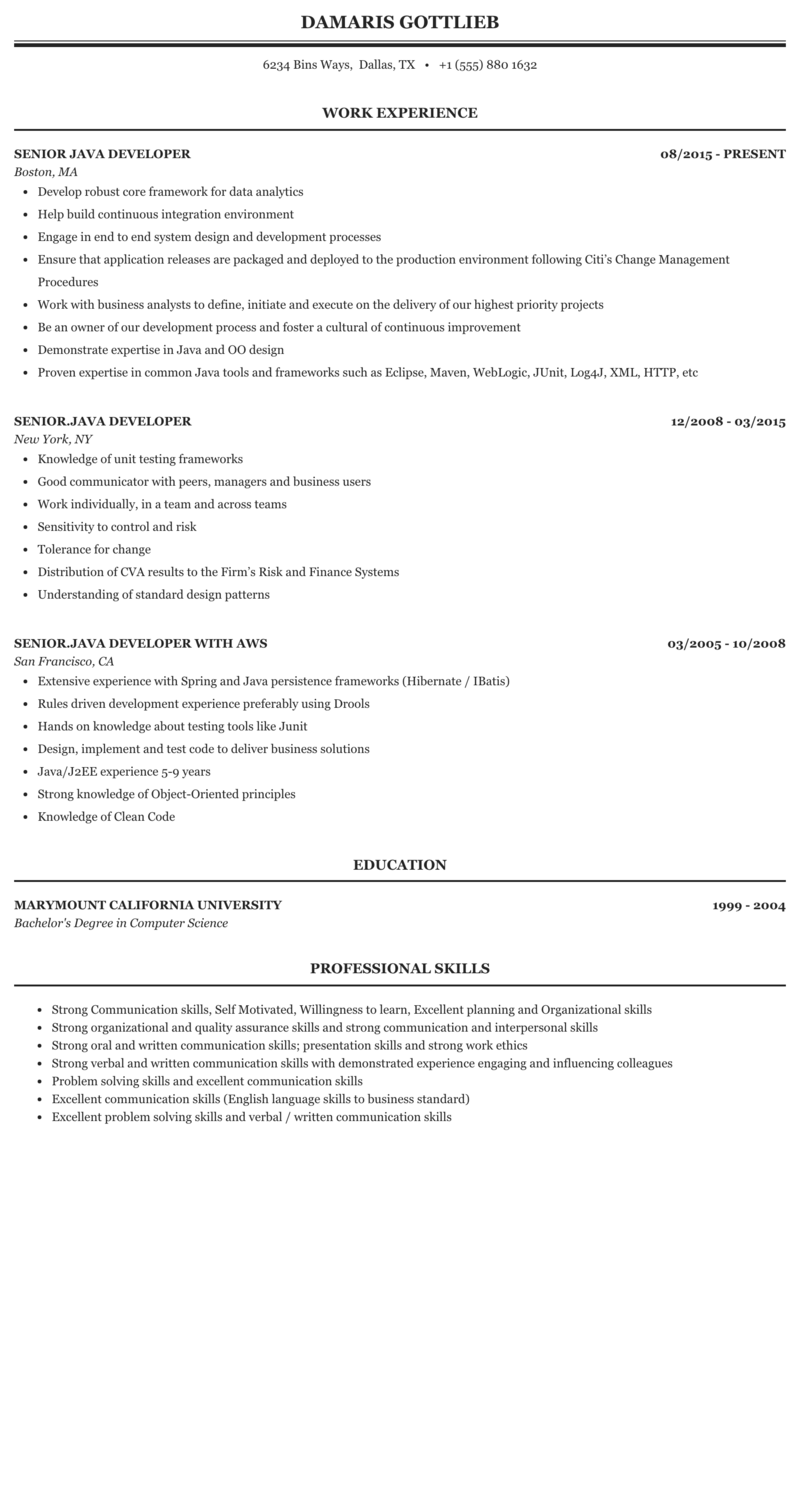 DAMARIS GOTTLIEB
6234 Bins Ways, Dallas, TX • +1 (555) 880 1632
WORK EXPERIENCE
SENIOR JAVA DEVELOPER 08/2015 - PRESENT
Boston, MA
• Develop robust core framework for data analytics
• Help build continuous integration environment
• Engage in end to end system design and development processes
• Ensure that application releases are packaged and deployed to the production environment following Citi's Change Management
Procedures
• Work with business analysts to define, initiate and execute on the delivery of our highest priority projects
• Be an owner of our development process and foster a cultural of continuous improvement
• Demonstrate expertise in Java and OO design
• Proven expertise in common Java tools and frameworks such as Eclipse, Maven, WebLogic, JUnit, Log4J, XML, HTTP, etc
SENIOR.JAVA DEVELOPER 12/2008 - 03/2015
New York, NY
• Knowledge of unit testing frameworks
• Good communicator with peers, managers and business users
• Work individually, in a team and across teams
• Sensitivity to control and risk
• Tolerance for change
• Distribution of CVA results to the Firm's Risk and Finance Systems
• Understanding of standard design patterns
SENIOR.JAVA DEVELOPER WITH AWS 03/2005 - 10/2008
San Francisco, CA
• Extensive experience with Spring and Java persistence frameworks (Hibernate / IBatis)
• Rules driven development experience preferably using Drools
• Hands on knowledge about testing tools like Junit
• Design, implement and test code to deliver business solutions
• Java/J2EE experience 5-9 years
• Strong knowledge of Object-Oriented principles
• Knowledge of Clean Code
EDUCATION
MARYMOUNT CALIFORNIA UNIVERSITY 1999 - 2004
Bachelor's Degree in Computer Science
PROFESSIONAL SKILLS
• Strong Communication skills, Self Motivated, Willingness to learn, Excellent planning and Organizational skills
• Strong organizational and quality assurance skills and strong communication and interpersonal skills
• Strong oral and written communication skills; presentation skills and strong work ethics
• Strong verbal and written communication skills with demonstrated experience engaging and influencing colleagues
• Problem solving skills and excellent communication skills
• Excellent communication skills (English language skills to business standard)
• Excellent problem solving skills and verbal / written communication skills